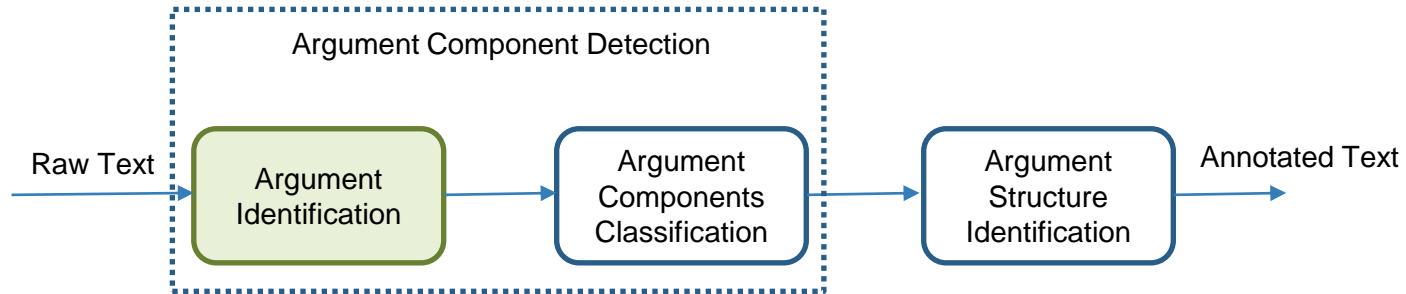 Argument Component Detection
Raw Text
Argument
Identification
Argument
Components
Classification
Argument
Structure
Identification
Annotated Text